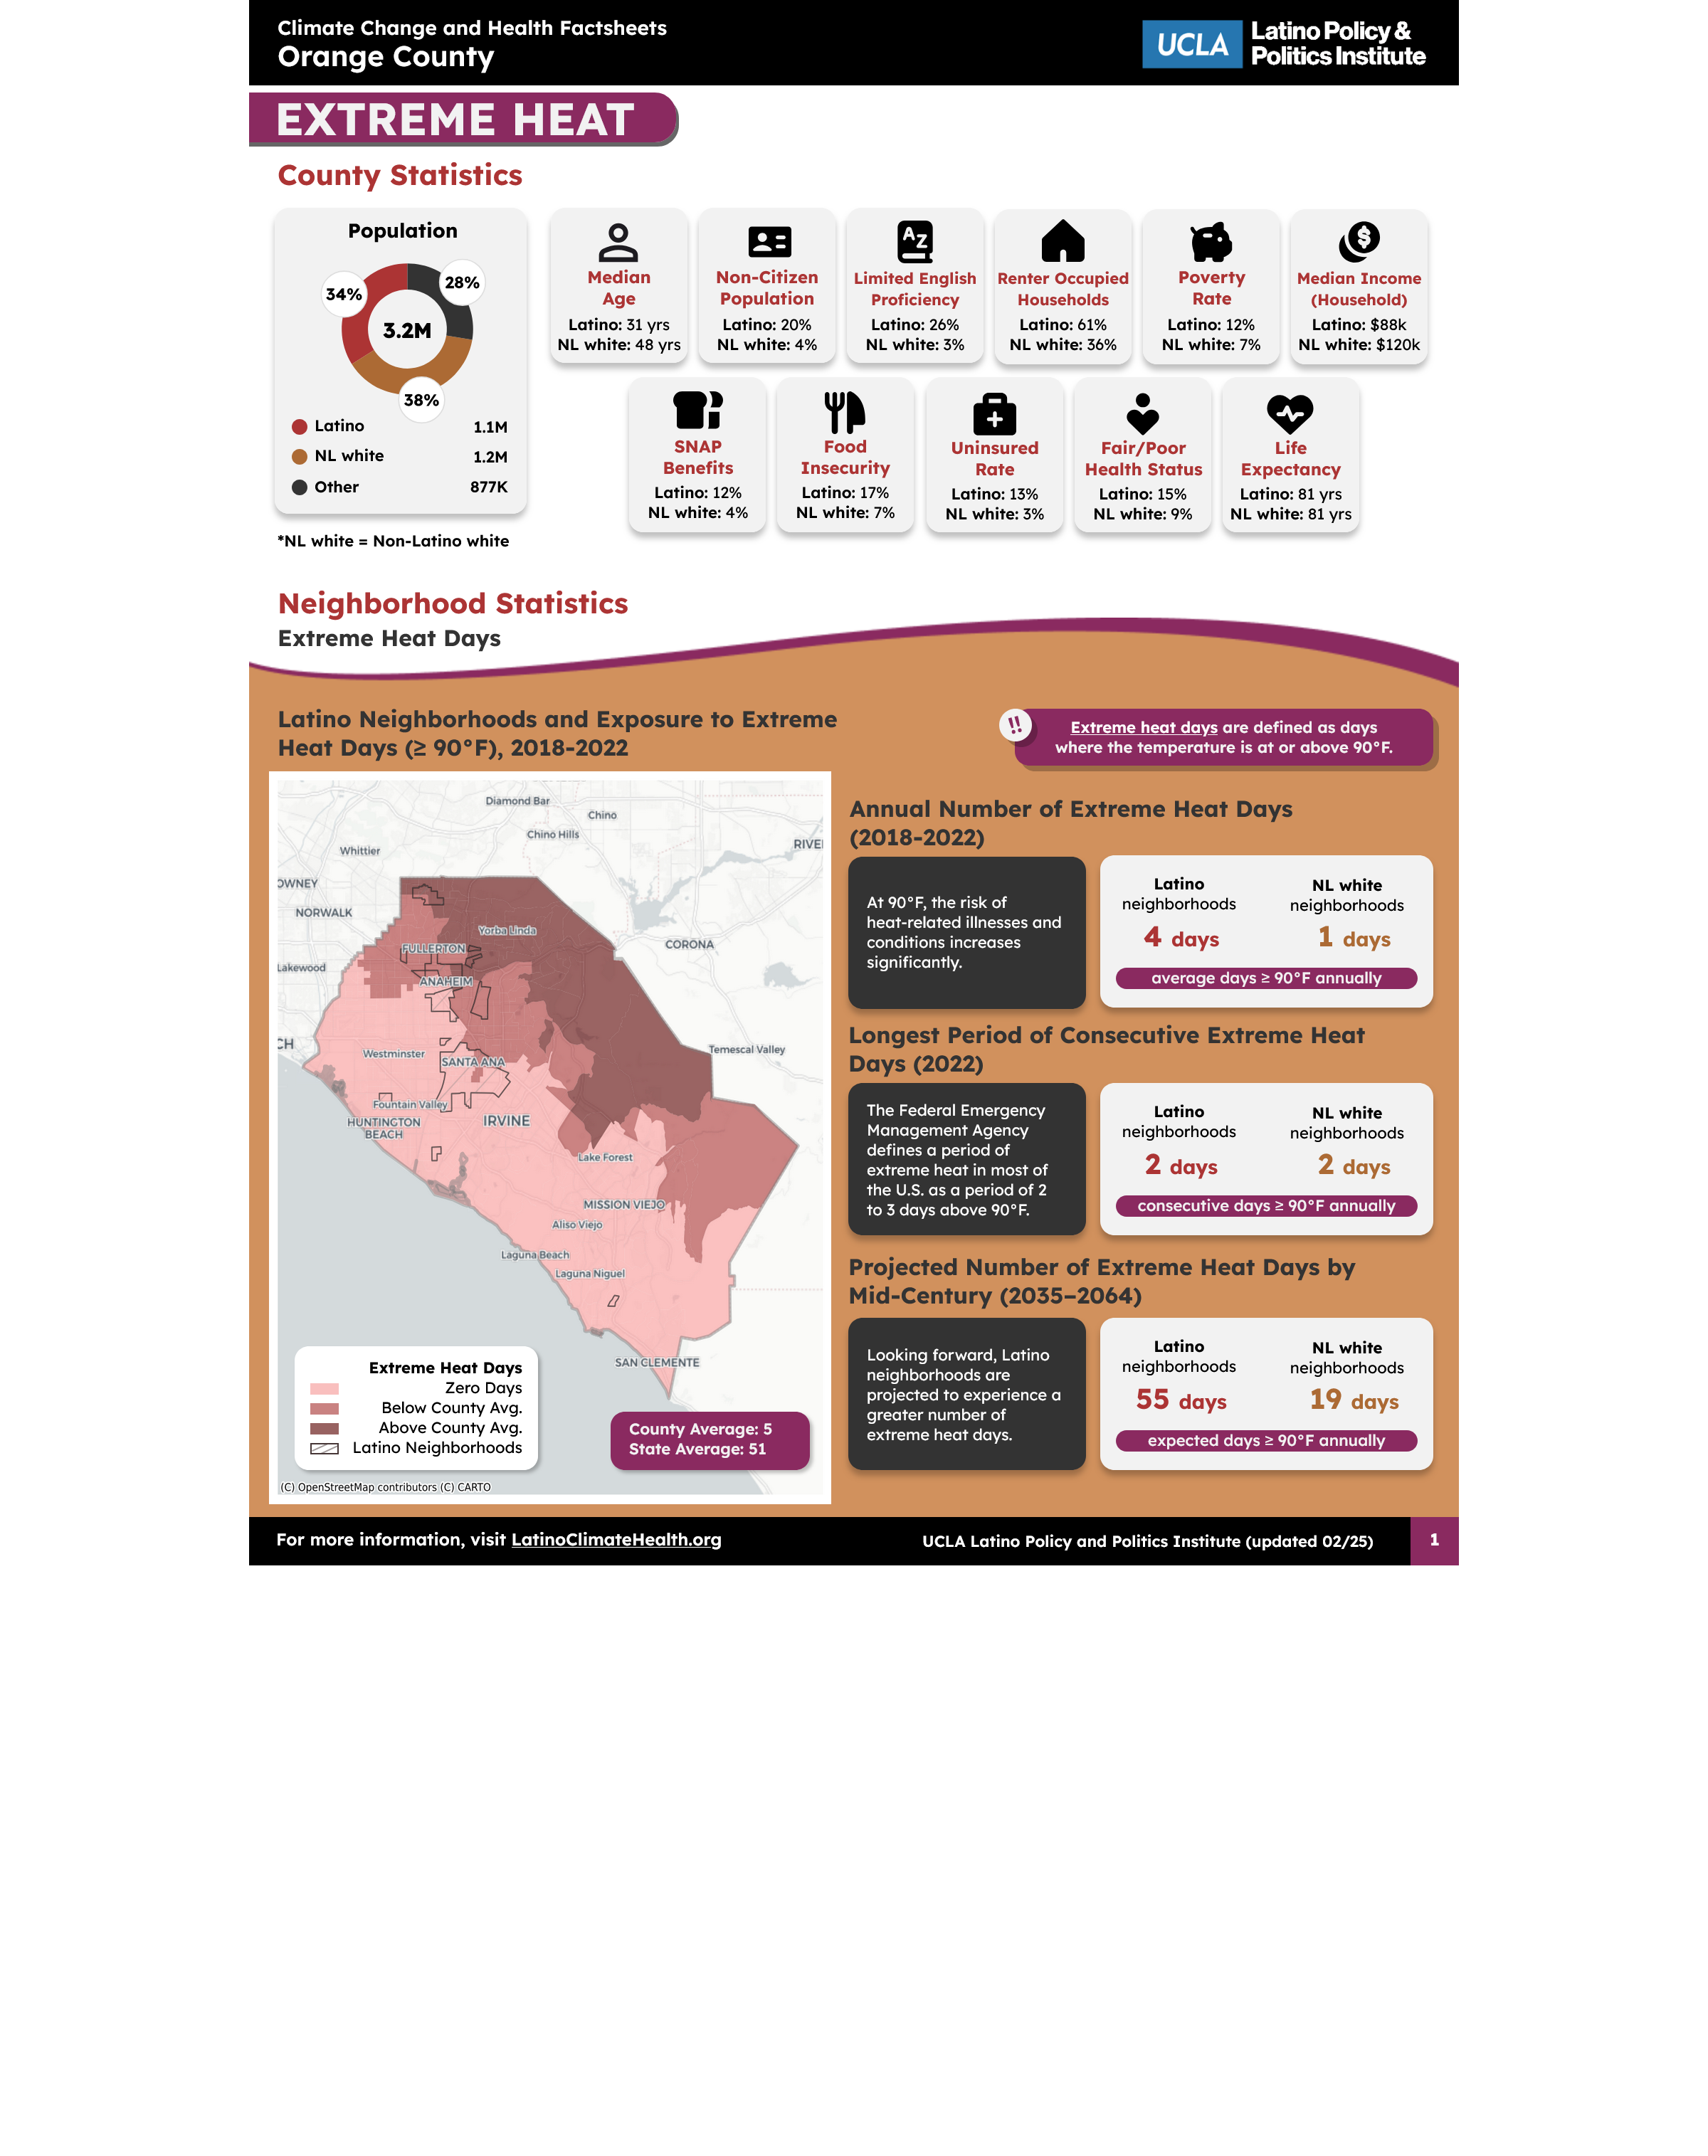 Climate Change and Health Factsheets
Orange County
UCLA
Latino Policy &
Politics Institute
EXTREME HEAT
County Statistics
Population
34%
28%
3.2M
38%
Latino 1.1M
NL white 1.2M
Other 877K
*NL white = Non-Latino white
Median
Age
Latino: 31 yrs
NL white: 48 yrs
Non-Citizen
Population
Latino: 20%
NL white: 4%
AZ
Limited English
Proficiency
Latino: 26%
NL white: 3%
Renter Occupied
Households
Latino: 61%
NL white: 36%
Poverty
Rate
Latino: 12%
NL white: 7%
$
Median Income
(Household)
Latino: $88k
NL white: $120k
SNAP
Benefits
Latino: 12%
NL white: 4%
Food
Insecurity
Latino: 17%
NL white: 7%
Uninsured
Rate
Latino: 13%
NL white: 3%
Fair/Poor
Health Status
Latino: 15%
NL white: 9%
Life
Expectancy
Latino: 81 yrs
NL white: 81 yrs
Neighborhood Statistics
Extreme Heat Days
Latino Neighborhoods and Exposure to Extreme
Heat Days (≥ 90°F), 2018-2022
!!
Extreme heat days are defined as days
where the temperature is at or above 90°F.
Diamond Bar
Chino
Chino Hills
Whittier
RIVE
OWNEY
NORWALK
Yorba Linda
FULLERTON
CORONA
Lakewood
ANAHEIM
CH
Westminster
SANTA ANA
Temescal Valley
Fountain Valley
HUNTINGTON
BEACH
IRVINE
Lake Forest
MISSION VIEJO
Aliso Viejo
Laguna Beach
Laguna Niguel
SAN CLEMENTE
Extreme Heat Days
Zero Days
Below County Avg.
Above County Avg.
Latino Neighborhoods
County Average: 5
State Average: 51
(C) OpenStreetMap contributors (C) CARTO
Annual Number of Extreme Heat Days
(2018-2022)
At 90°F, the risk of
heat-related illnesses and
conditions increases
significantly.
Latino
neighborhoods
4 days
NL white
neighborhoods
1 days
average days ≥ 90°F annually
Longest Period of Consecutive Extreme Heat
Days (2022)
The Federal Emergency
Management Agency
defines a period of
extreme heat in most of
the U.S. as a period of 2
to 3 days above 90°F.
Latino
neighborhoods
2 days
NL white
neighborhoods
2 days
consecutive days ≥ 90°F annually
Projected Number of Extreme Heat Days by
Mid-Century (2035–2064)
Looking forward, Latino
neighborhoods are
projected to experience a
greater number of
extreme heat days.
Latino
neighborhoods
55 days
NL white
neighborhoods
19 days
expected days ≥ 90°F annually
For more information, visit LatinoClimateHealth.org
UCLA Latino Policy and Politics Institute (updated 02/25)
1